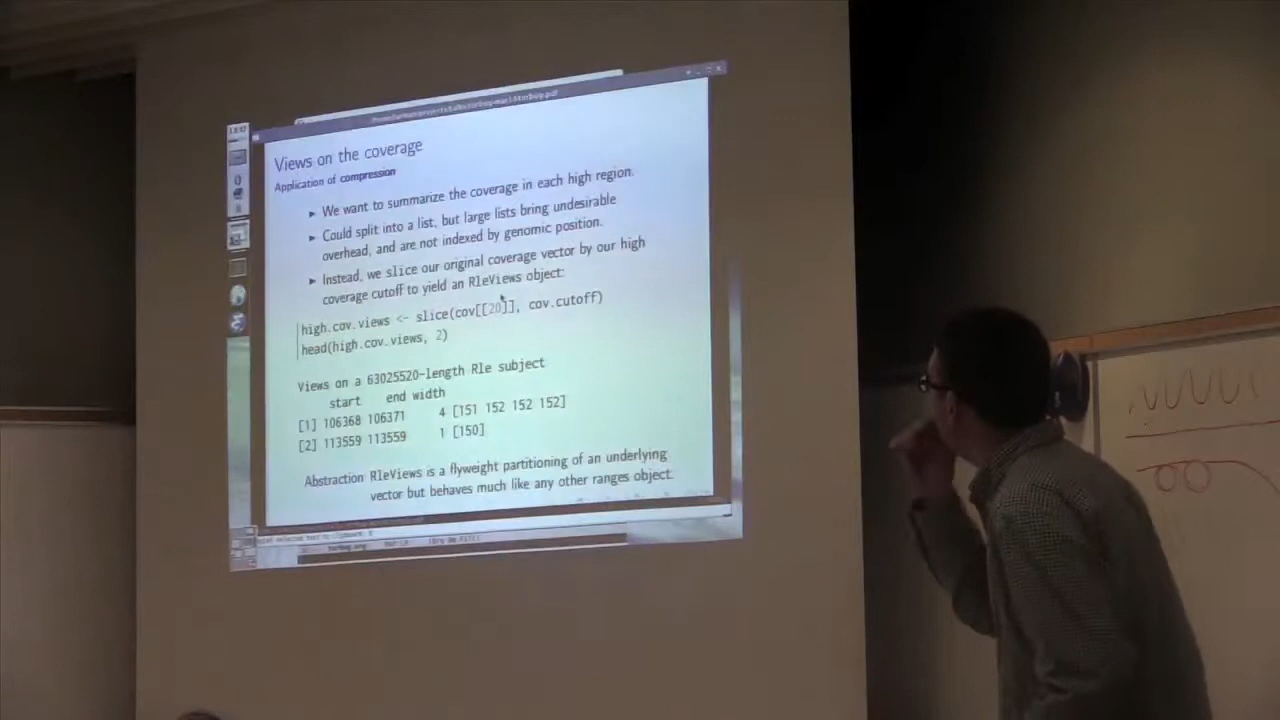 Views on the coverage
Application of compression
► We want to summarize the coverage in each high region.
► Could split into a list, but large lists bring undesirable
overhead, and are not indexed by genomic position.
► Instead, we slice our original coverage vector by our high
coverage cutoff to yield an RleViews object:
high.cov.views <- slice(cov[[20]], cov.cutoff)
head(high.cov.views, 2)
Views on a 63025520-length Rle subject
start end width
[1] 106368 106371 4 [151 152 152 152]
[2] 113559 113559 1 [150]
Abstraction RleViews is a flyweight partitioning of an underlying
vector but behaves much like any other ranges object.